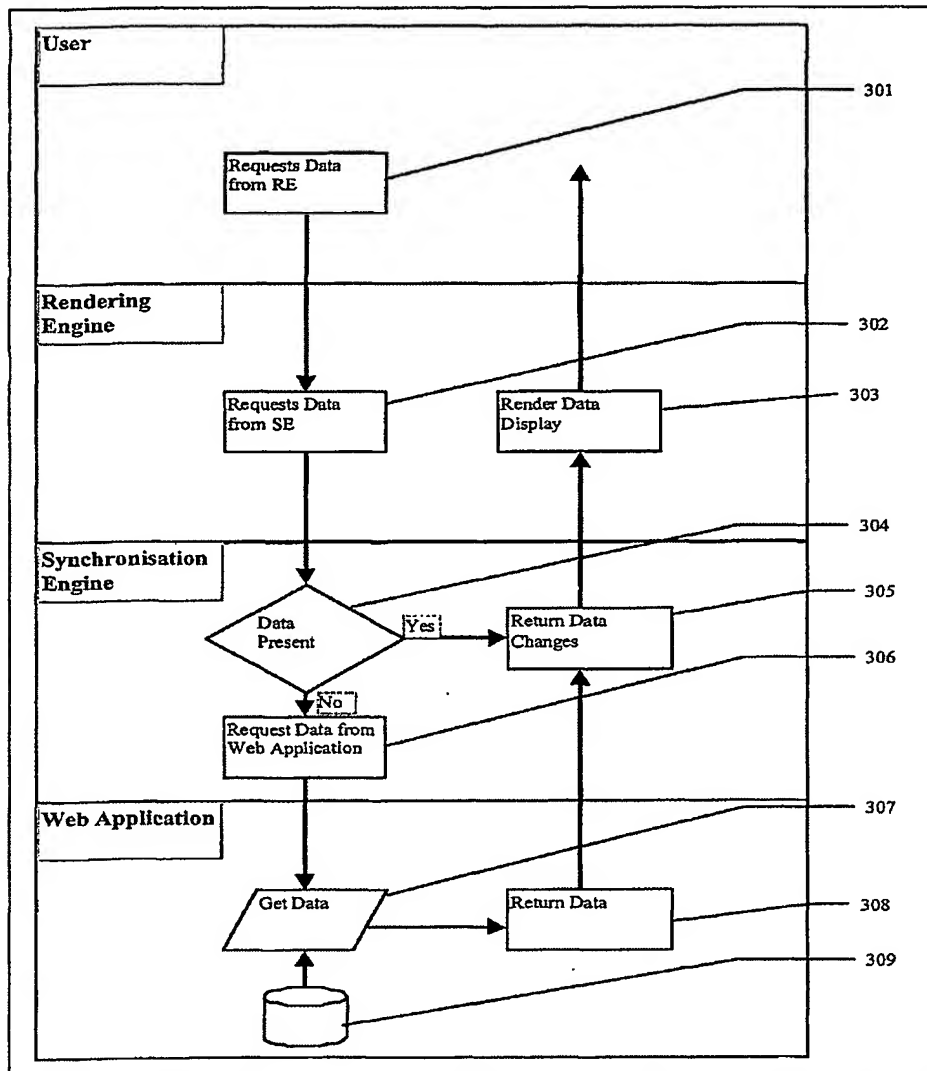 User
301
Requests Data
from RE
Rendering
Engine
302
Requests Data
from SE
Render Data
Display
303
304
Synchronisation
Engine
Data
Present
Yes
Return Data
Changes
305
306
No
Request Data from
Web Application
Web Application
307
Get Data
Return Data
308
309